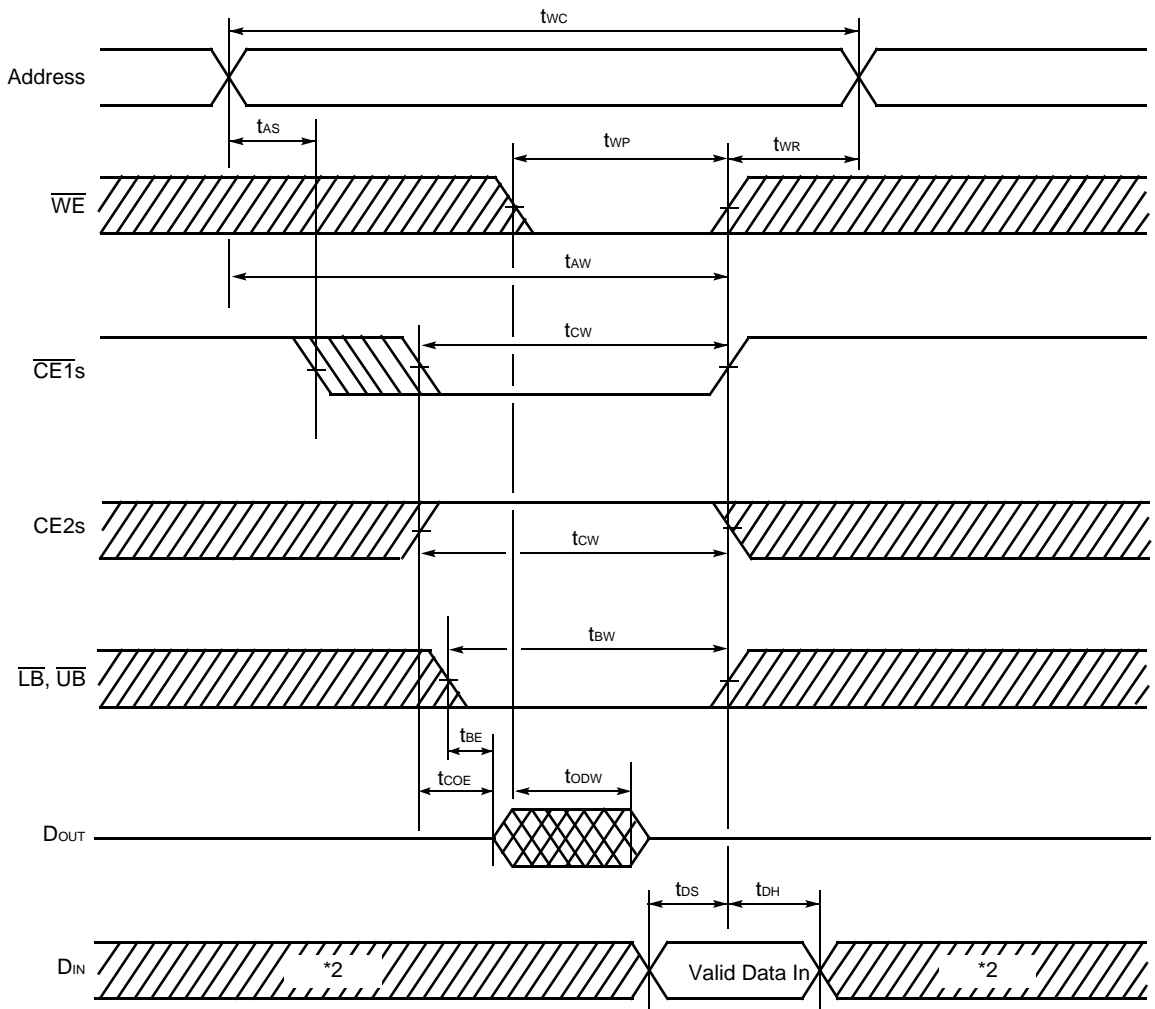 tWC
Address
tAS
tWP
tWR
WE
tAW
tCW
CE1s
CE2s
tCW
tBW
LB, UB
tBE
tCOE
tODW
DOUT
tDS
tDH
DIN
*2
Valid Data In
*2